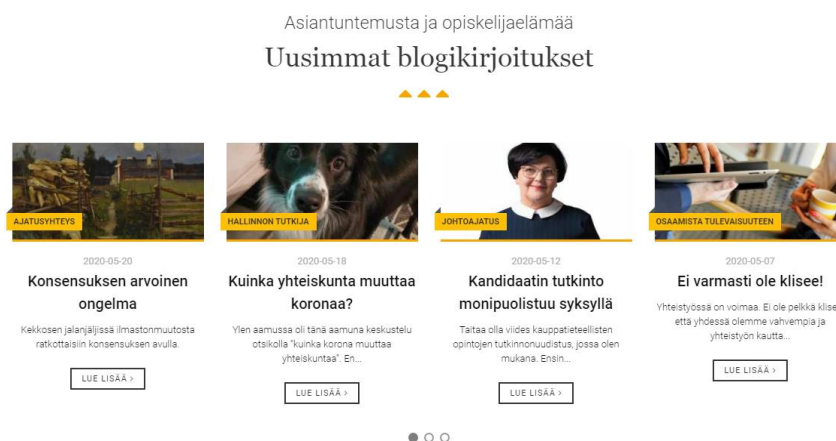 Asiantuntemusta ja opiskelijaelämää
Uusimmat blogikirjoitukset
AJATUSYHTEYS
2020-05-20
Konsensuksen arvoinen
ongelma
Kekkosen jalanjäljissä ilmastonmuutosta
ratkottaisiin konsensuksen avulla.
LUE LISÄÄ >
HALLINNON TUTKIJA
2020-05-18
Kuinka yhteiskunta muuttaa
koronaa?
Ylen aamussa oli tänä aamuna keskustelu
otsikolla "kuinka korona muuttaa
yhteiskuntaa". En...
LUE LISÄÄ >
JOHTOAJATUS
2020-05-12
Kandidaatin tutkinto
monipuolistuu syksyllä
Taitaa olla viides kauppatieteellisten
opintojen tutkinnonuudistus, jossa olen
mukana. Ensin...
LUE LISÄÄ >
OSAAMISTA TULEVAISUUTEEN
2020-05-07
Ei varmasti ole klisee!
Yhteistyössä on voimaa. Ei ole pelkkä klise
että yhdessä olemme vahvempia ja
yhteistyön kautta...
LUE LISÄÄ >